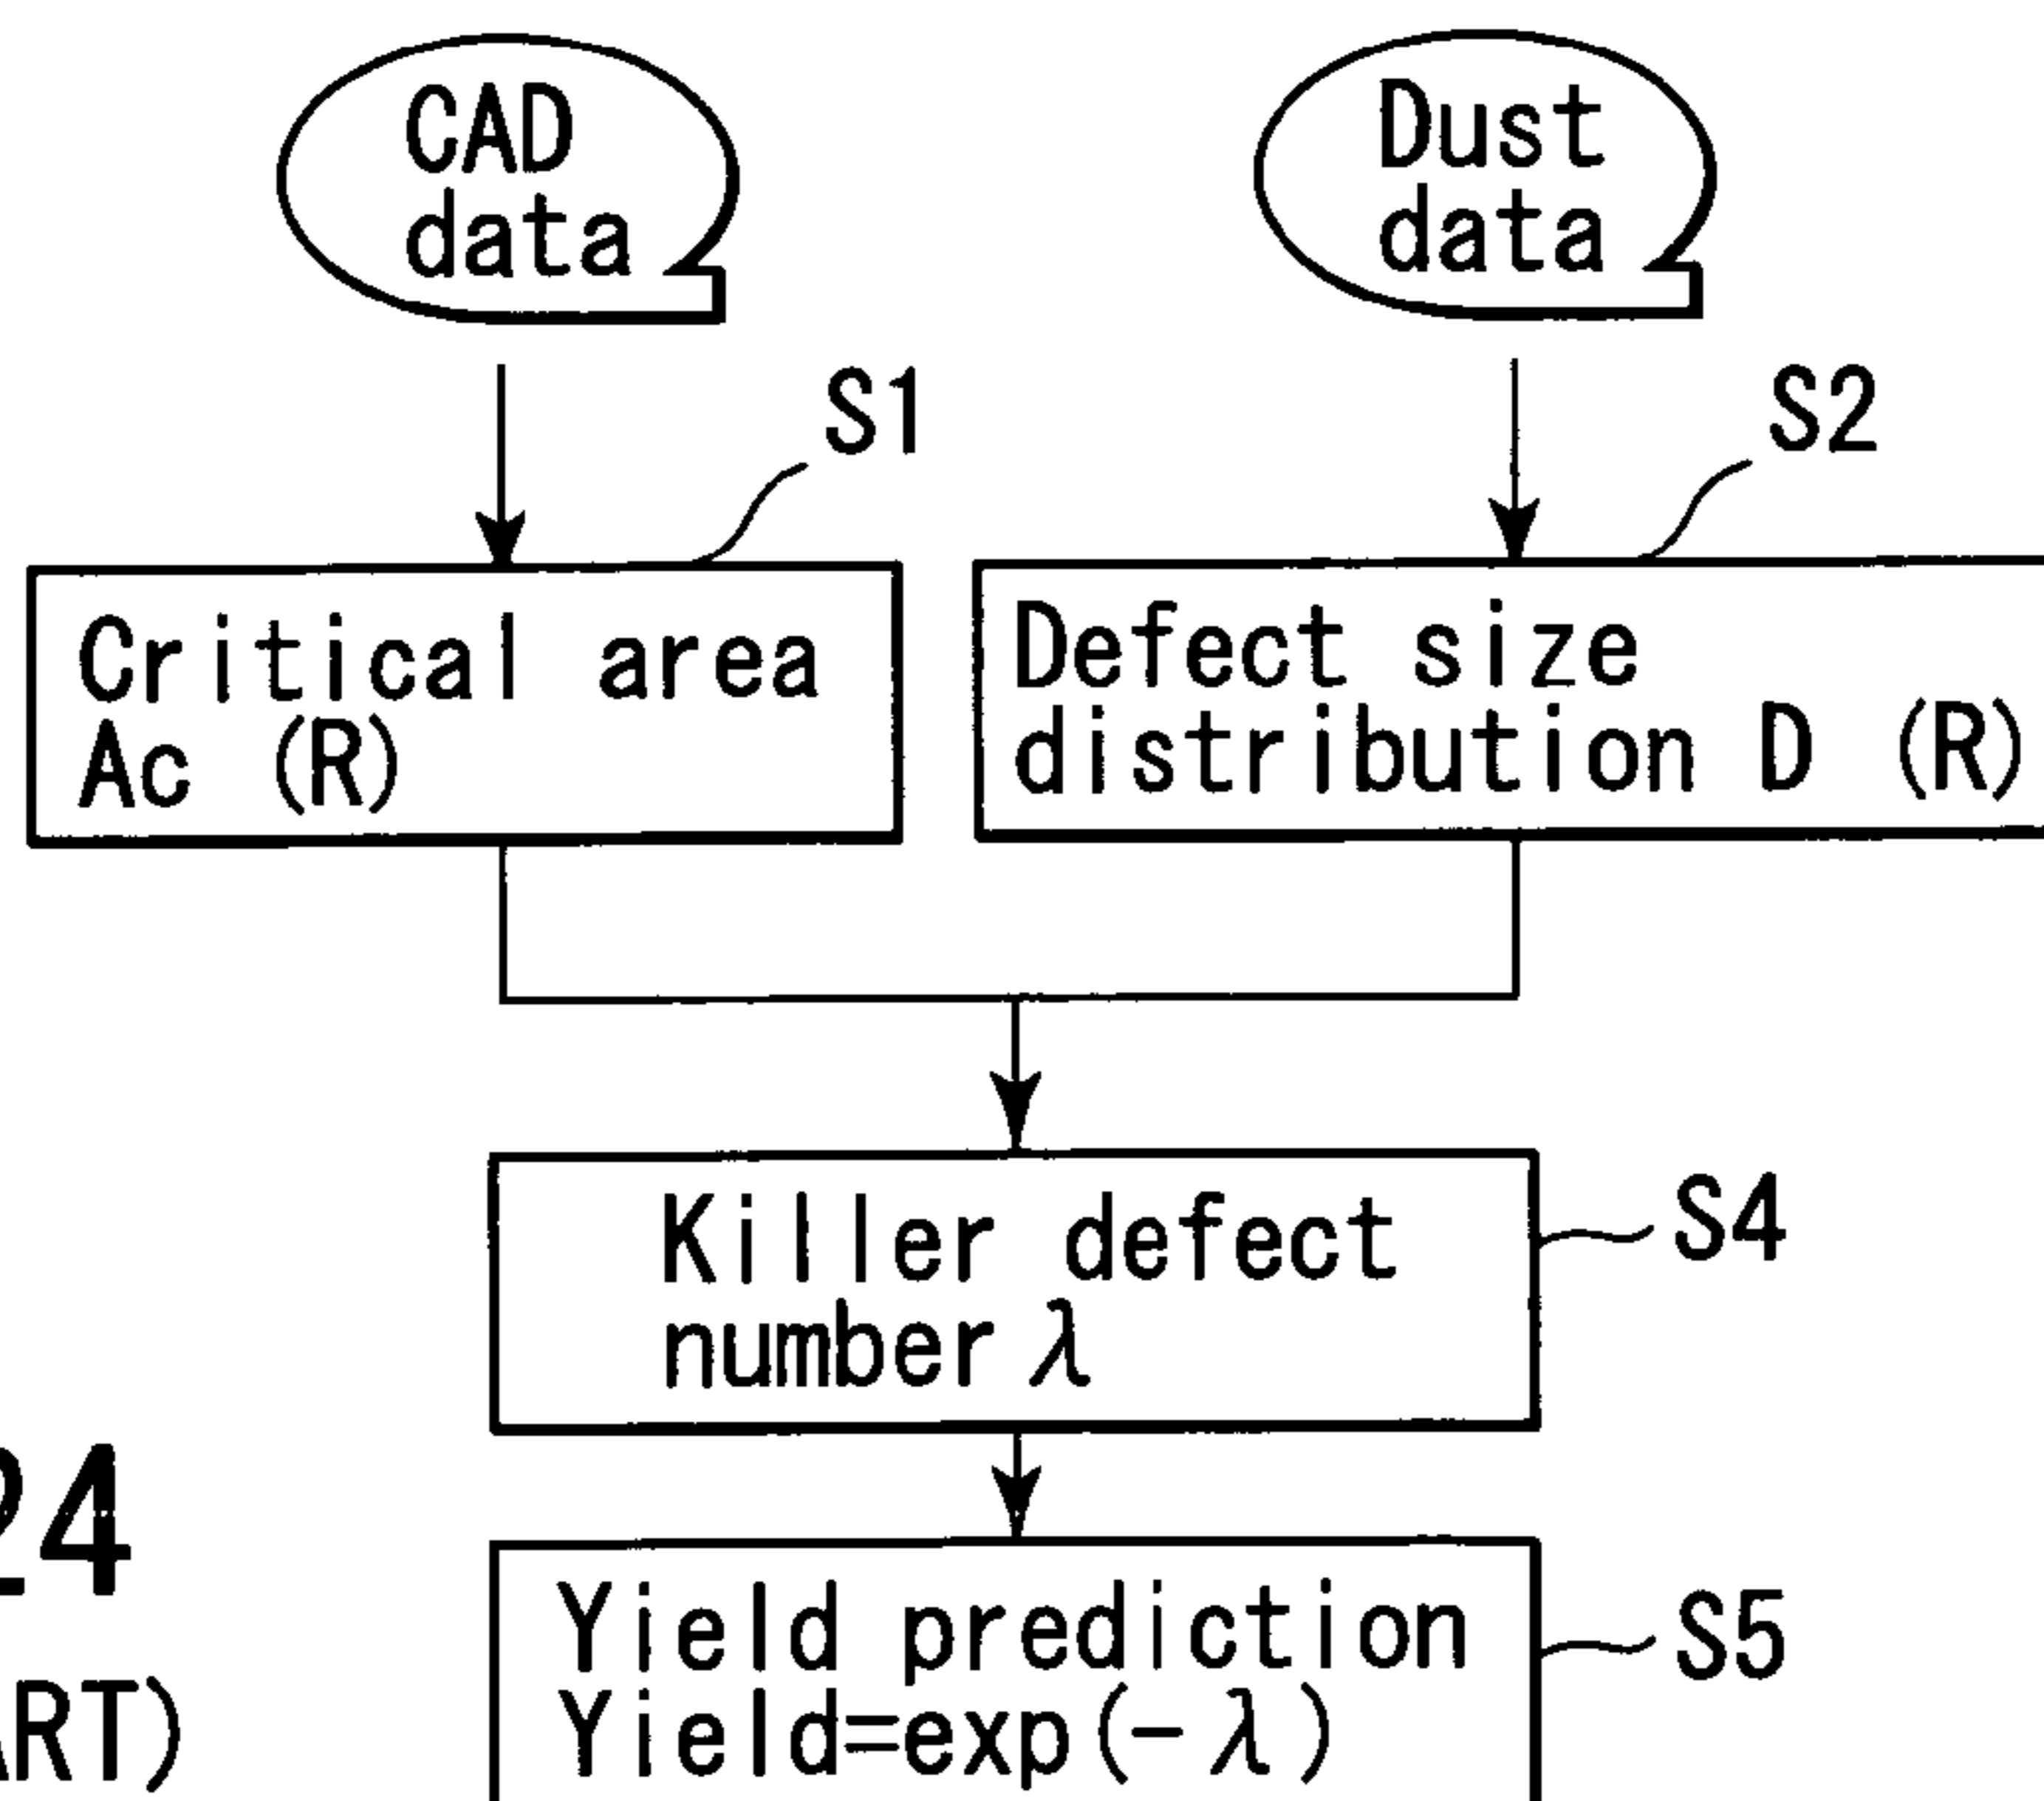 CAD
data
Dust
data
S1
S2
Critical area
Ac (R)
Defect size
distribution D (R)
Killer defect
number λ
S4
24
Yield prediction
Yield=exp(-λ)
S5
ART)